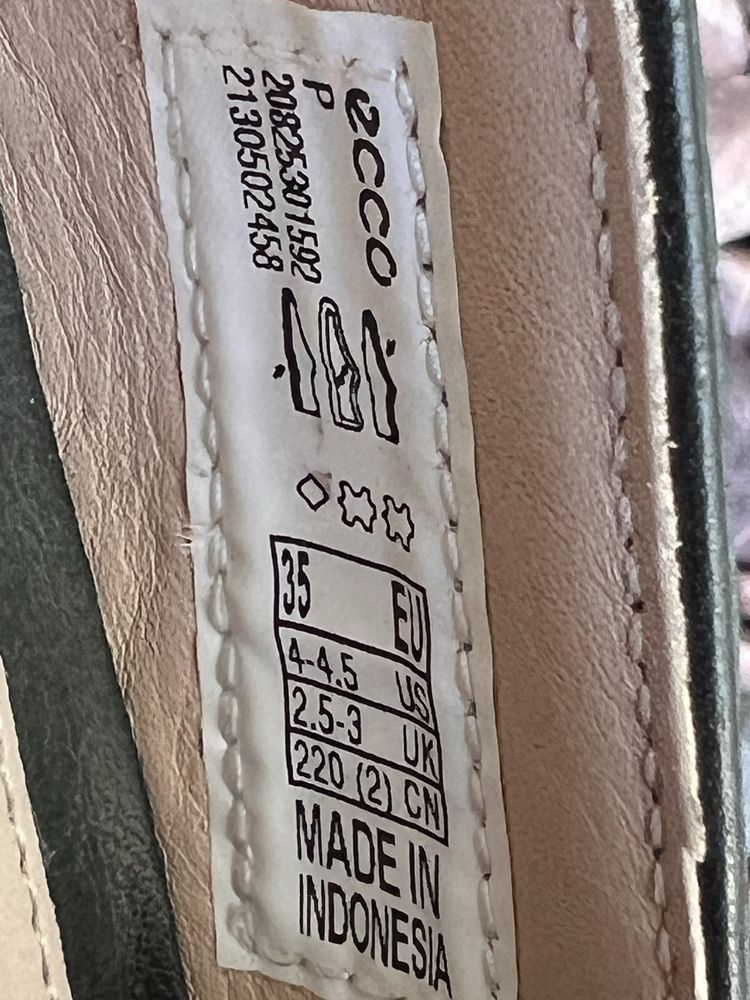 ecco
P
20825301592
2130502458
35 EU
4-4.5 US
2.5-3 UK
220 (2) CN
MADE IN
INDONESIA